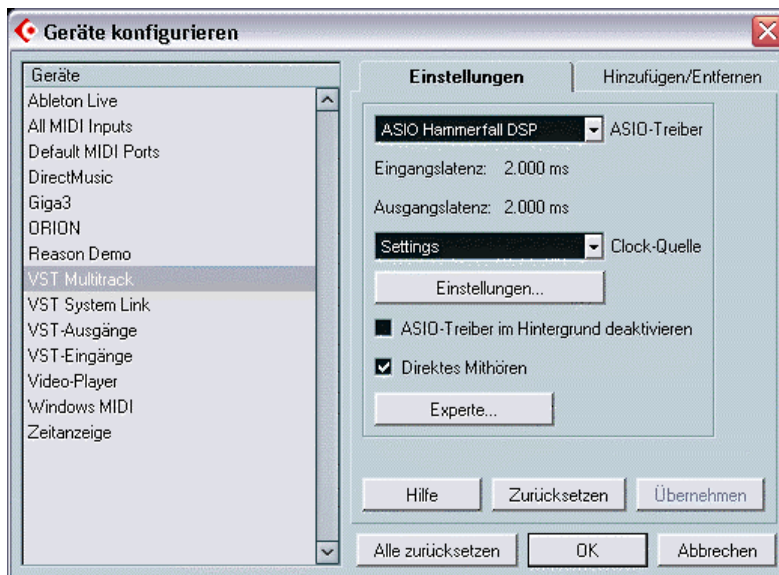 Geräte konfigurieren
Geräte
Ableton Live
All MIDI Inputs
Default MIDI Ports
DirectMusic
Giga3
ORION
Reason Demo
VST Multitrack
VST System Link
VST-Ausgänge
VST-Eingänge
Video-Player
Windows MIDI
Zeitanzeige
Einstellungen
Hinzufügen/Entfernen
ASIO Hammerfall DSP ASIO-Treiber
Eingangslatenz: 2.000 ms
Ausgangslatenz: 2.000 ms
Settings Clock-Quelle
Einstellungen...
ASIO-Treiber im Hintergrund deaktivieren
Direktes Mithören
Experte...
Hilfe
Zurücksetzen
Übernehmen
Alle zurücksetzen
OK
Abbrechen